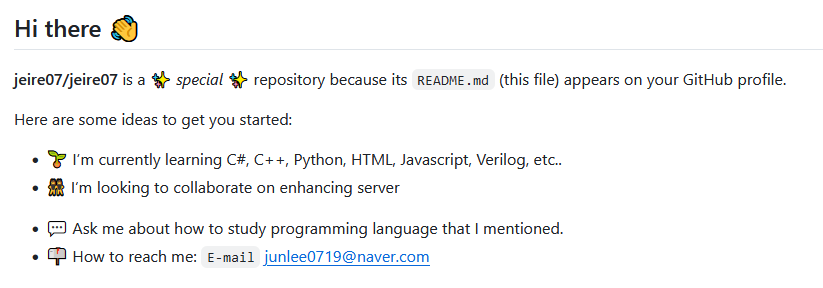 Hi there 👋
jeire07/jeire07 is a ✨ special ✨ repository because its README.md (this file) appears on your GitHub profile.
Here are some ideas to get you started:
• 🌱 I’m currently learning C#, C++, Python, HTML, Javascript, Verilog, etc..
• 👯 I’m looking to collaborate on enhancing server
• 💬 Ask me about how to study programming language that I mentioned.
• 📫 How to reach me: E-mail junlee0719@naver.com